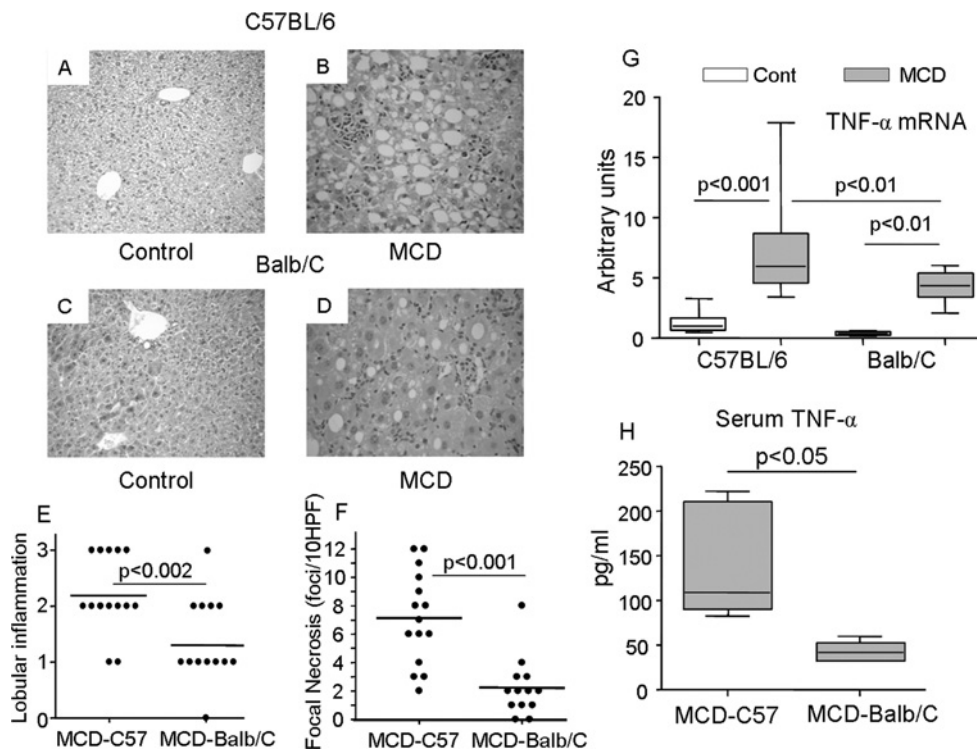 C57BL/6
A
B
Control
MCD
Balb/C
C
D
Control
MCD
E
Lobular inflammation
3
2
1
0
p<0.002
MCD-C57
MCD-Balb/C
F
Focal Necrosis (foci/10HPF)
12
10
8
6
4
2
0
p<0.001
MCD-C57
MCD-Balb/C
G
Cont
MCD
TNF-α mRNA
Arbitrary units
20
15
10
5
0
p<0.001
p<0.01
p<0.01
C57BL/6
Balb/C
H
Serum TNF-α
pg/ml
250
200
150
100
50
0
p<0.05
MCD-C57
MCD-Balb/C